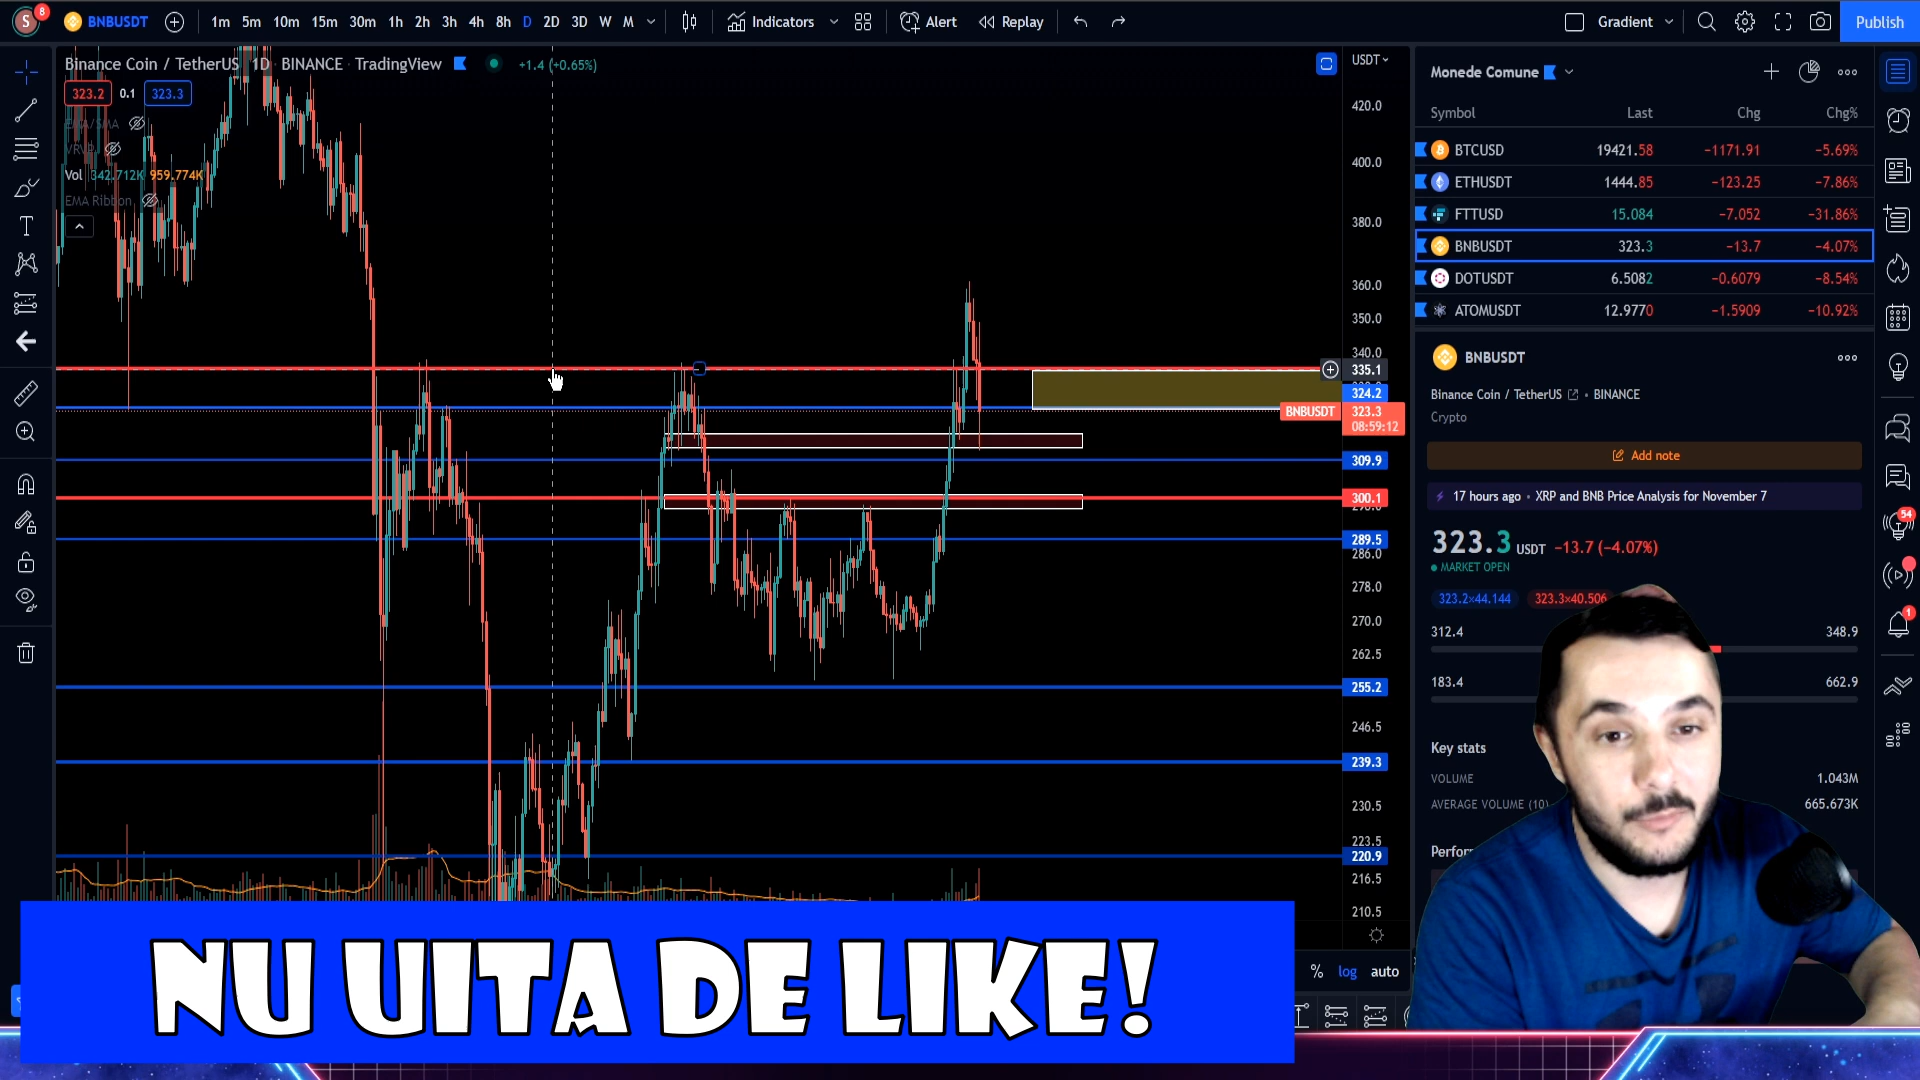 S 8 BNBUSDT 1m 5m 10m 15m 30m 1h 2h 3h 4h 8h D 2D 3D W M Indicators Alert Replay Gradient Publish
Binance Coin / TetherUS 1D BINANCE TradingView +1.4 (+0.65%)
323.2 0.1 323.3
EMA/SMA
VRVP
Vol 342.712K 959.774K
EMA Ribbon
USDT
420.0
400.0
380.0
360.0
350.0
340.0
335.1
324.2
BNBUSDT 323.3
08:59:12
309.9
300.1
289.5
286.0
278.0
270.0
262.5
255.2
246.5
239.3
230.5
223.5
220.9
216.5
210.5
% log auto
Monede Comune
Symbol Last Chg Chg%
BTCUSD 19421.58 −1171.91 −5.69%
ETHUSDT 1444.85 −123.25 −7.86%
FTTUSD 15.084 −7.052 −31.86%
BNBUSDT 323.3 −13.7 −4.07%
DOTUSDT 6.5082 −0.6079 −8.54%
ATOMUSDT 12.9770 −1.5909 −10.92%
BNBUSDT
Binance Coin / TetherUS • BINANCE
Crypto
Add note
17 hours ago • XRP and BNB Price Analysis for November 7
323.3 USDT −13.7 (−4.07%)
MARKET OPEN
323.2×44.144 323.3×40.506
312.4 348.9
183.4 662.9
Key stats
VOLUME 1.043M
AVERAGE VOLUME (10) 665.673K
54
1
NU UITA DE LIKE!